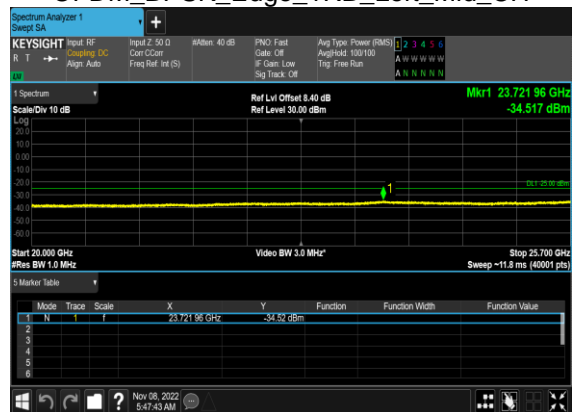 Spectrum Analyzer 1
Swept SA
+
KEYSIGHT Input: RF Input Z: 50 Ω #Atten: 40 dB PNO: Fast Avg Type: Power (RMS) 1 2 3 4 5 6
R T Coupling: DC Corr CCorr Gate: Off Avg|Hold: 100/100 A W W W W W
Align: Auto Freq Ref: Int (S) IF Gain: Low Trig: Free Run A N N N N N
LW Sig Track: Off
1 Spectrum Ref Lvl Offset 8.40 dB Mkr1 23.721 96 GHz
Scale/Div 10 dB Ref Level 30.00 dBm -34.517 dBm
Log
20.0
10.0
0.00
-10.0
-20.0 1 DL1 -25.00 dBm
-30.0
-40.0
-50.0
-60.0
Start 20.000 GHz Video BW 3.0 MHz* Stop 25.700 GHz
#Res BW 1.0 MHz Sweep ~11.8 ms (40001 pts)
5 Marker Table
Mode Trace Scale X Y Function Function Width Function Value
1 N 1 f 23.721 96 GHz -34.52 dBm
2
3
4
5
6
? Nov 08, 2022
5:47:43 AM